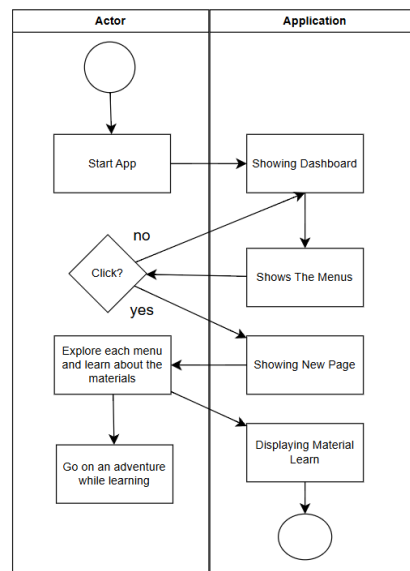 Actor
Application
Start App
Showing Dashboard
no
Click?
Shows The Menus
yes
Explore each menu
and learn about the
materials
Showing New Page
Go on an adventure
while learning
Displaying Material
Learn